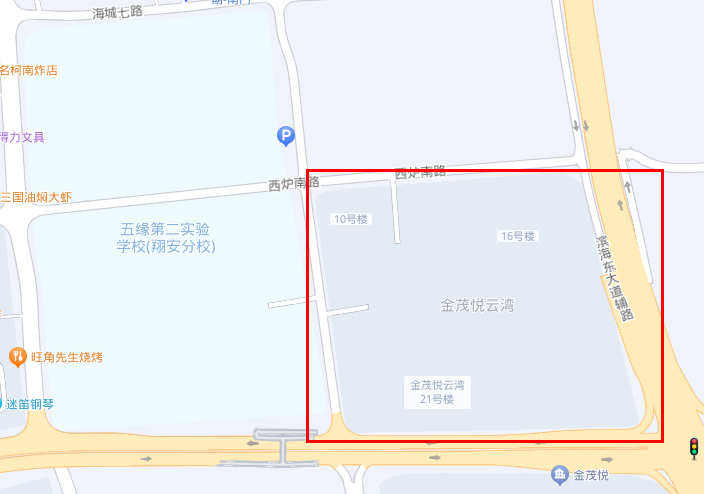 海城七路
名柯南炸店
P
得力文具
西炉南路
西炉南路
三国油焖大虾
10号楼
五缘第二实验
学校(翔安分校)
16号楼
滨海东大道辅路
金茂悦云湾
旺角先生烧烤
金茂悦云湾
21号楼
迷笛钢琴
金茂悦